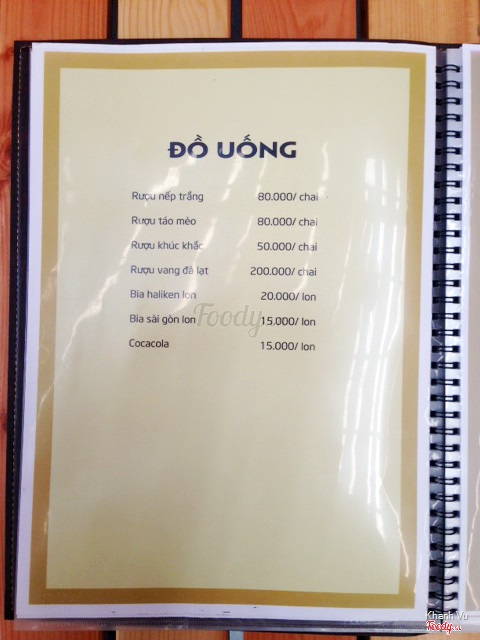 ĐỒ UỐNG
Rượu nếp trắng 80.000/ chai
Rượu táo mèo 80.000/ chai
Rượu khúc khắc 50.000/ chai
Rượu vang đà lạt 200.000/ chai
Bia haliken lon 20.000/ lon
Bia sài gòn lon 15.000/ lon
Cocacola 15.000/ lon
Foody
Khanh Vu
Foody.vn